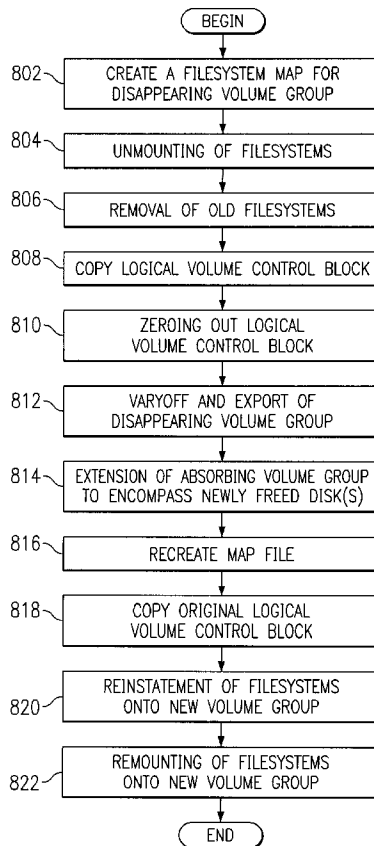 BEGIN
802
CREATE A FILESYSTEM MAP FOR
DISAPPEARING VOLUME GROUP
804
UNMOUNTING OF FILESYSTEMS
806
REMOVAL OF OLD FILESYSTEMS
808
COPY LOGICAL VOLUME CONTROL BLOCK
810
ZEROING OUT LOGICAL
VOLUME CONTROL BLOCK
812
VARYOFF AND EXPORT OF
DISAPPEARING VOLUME GROUP
814
EXTENSION OF ABSORBING VOLUME GROUP
TO ENCOMPASS NEWLY FREED DISK(S)
816
RECREATE MAP FILE
818
COPY ORIGINAL LOGICAL
VOLUME CONTROL BLOCK
820
REINSTATEMENT OF FILESYSTEMS
ONTO NEW VOLUME GROUP
822
REMOUNTING OF FILESYSTEMS
ONTO NEW VOLUME GROUP
END